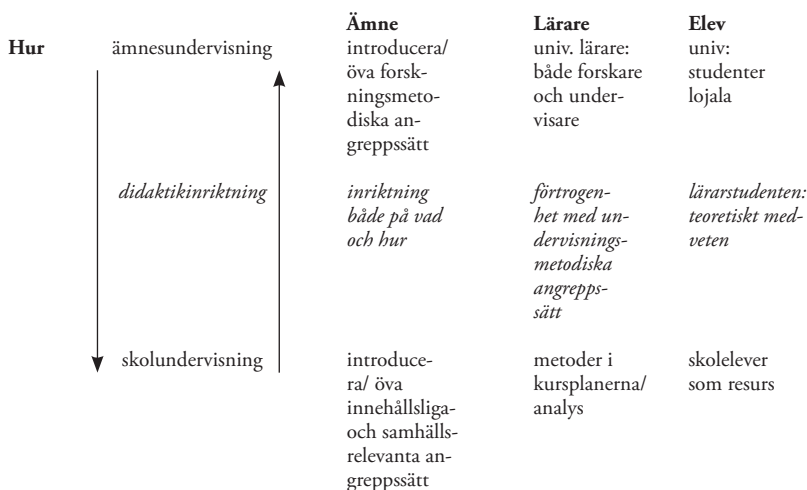 Ämne Lärare Elev
Hur ämnesundervisning introducera/ univ. lärare: univ:
öva forsk- både forskare studenter
ningsmeto- och under- lojala
diska an- visare
greppssätt
didaktikinriktning inriktning förtrogen- lärarstudenten:
både på vad het med un- teoretiskt med-
och hur dervisnings- veten
metodiska
angrepps-
sätt
skolundervisning introduce- metoder i skolelever
ra/ öva kursplanerna/ som resurs
innehållsliga- analys
och samhälls-
relevanta an-
greppssätt